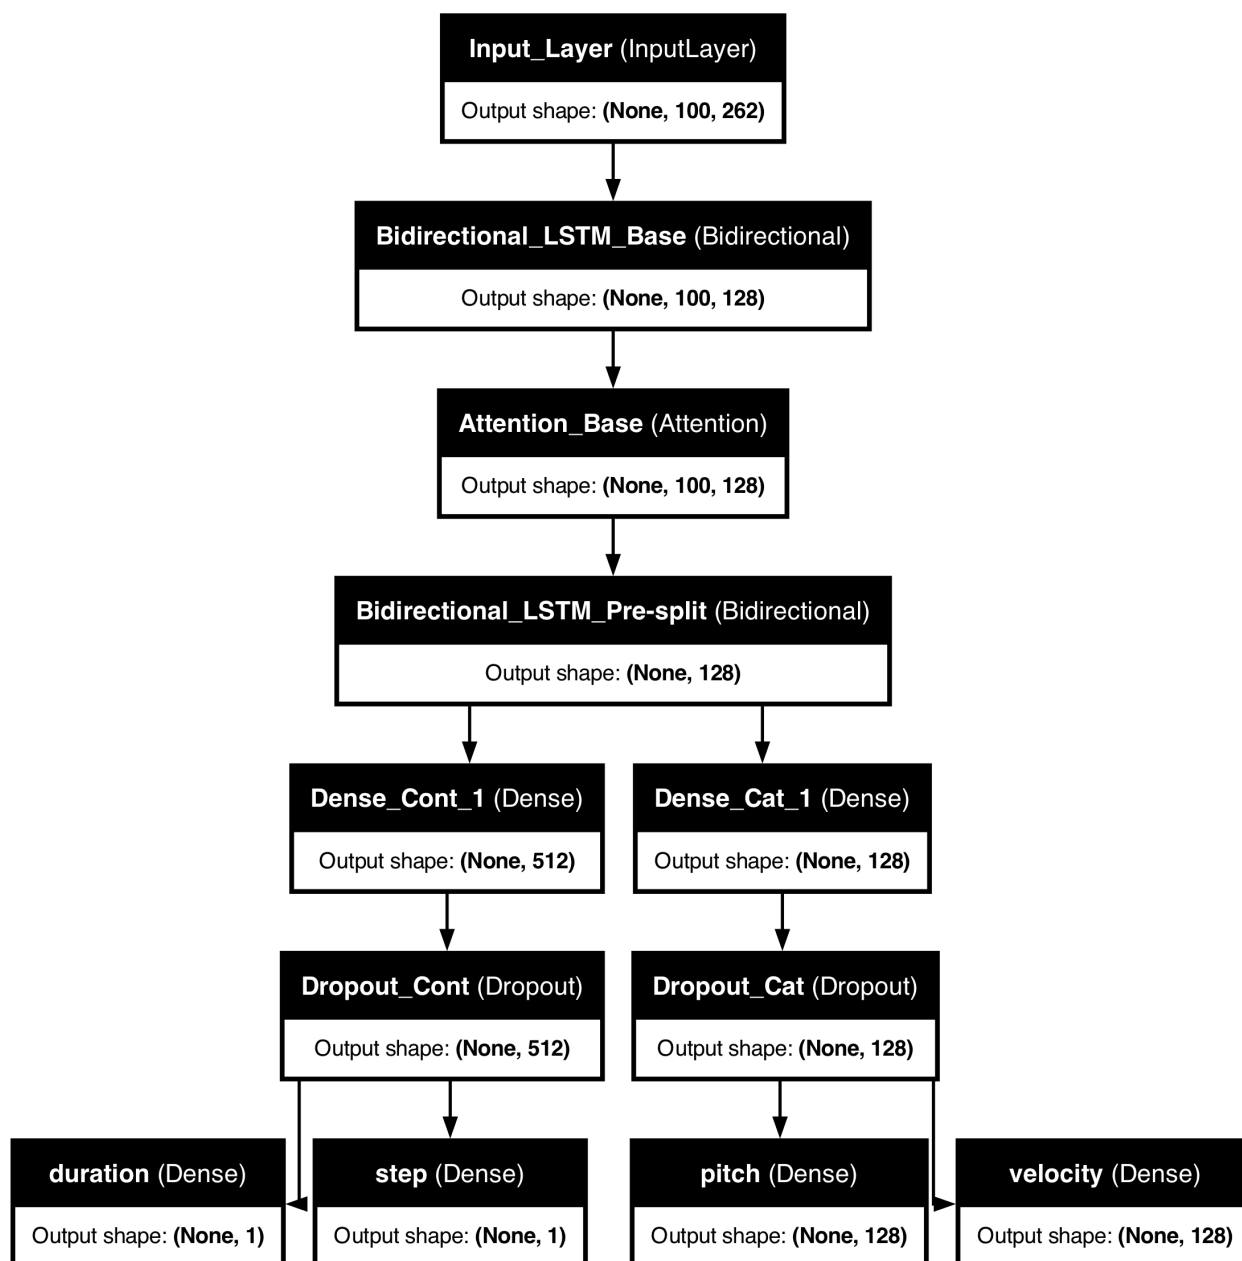 Input_Layer (InputLayer)
Output shape: (None, 100, 262)
Bidirectional_LSTM_Base (Bidirectional)
Output shape: (None, 100, 128)
Attention_Base (Attention)
Output shape: (None, 100, 128)
Bidirectional_LSTM_Pre-split (Bidirectional)
Output shape: (None, 128)
Dense_Cont_1 (Dense)
Output shape: (None, 512)
Dense_Cat_1 (Dense)
Output shape: (None, 128)
Dropout_Cont (Dropout)
Output shape: (None, 512)
Dropout_Cat (Dropout)
Output shape: (None, 128)
duration (Dense)
Output shape: (None, 1)
step (Dense)
Output shape: (None, 1)
pitch (Dense)
Output shape: (None, 128)
velocity (Dense)
Output shape: (None, 128)